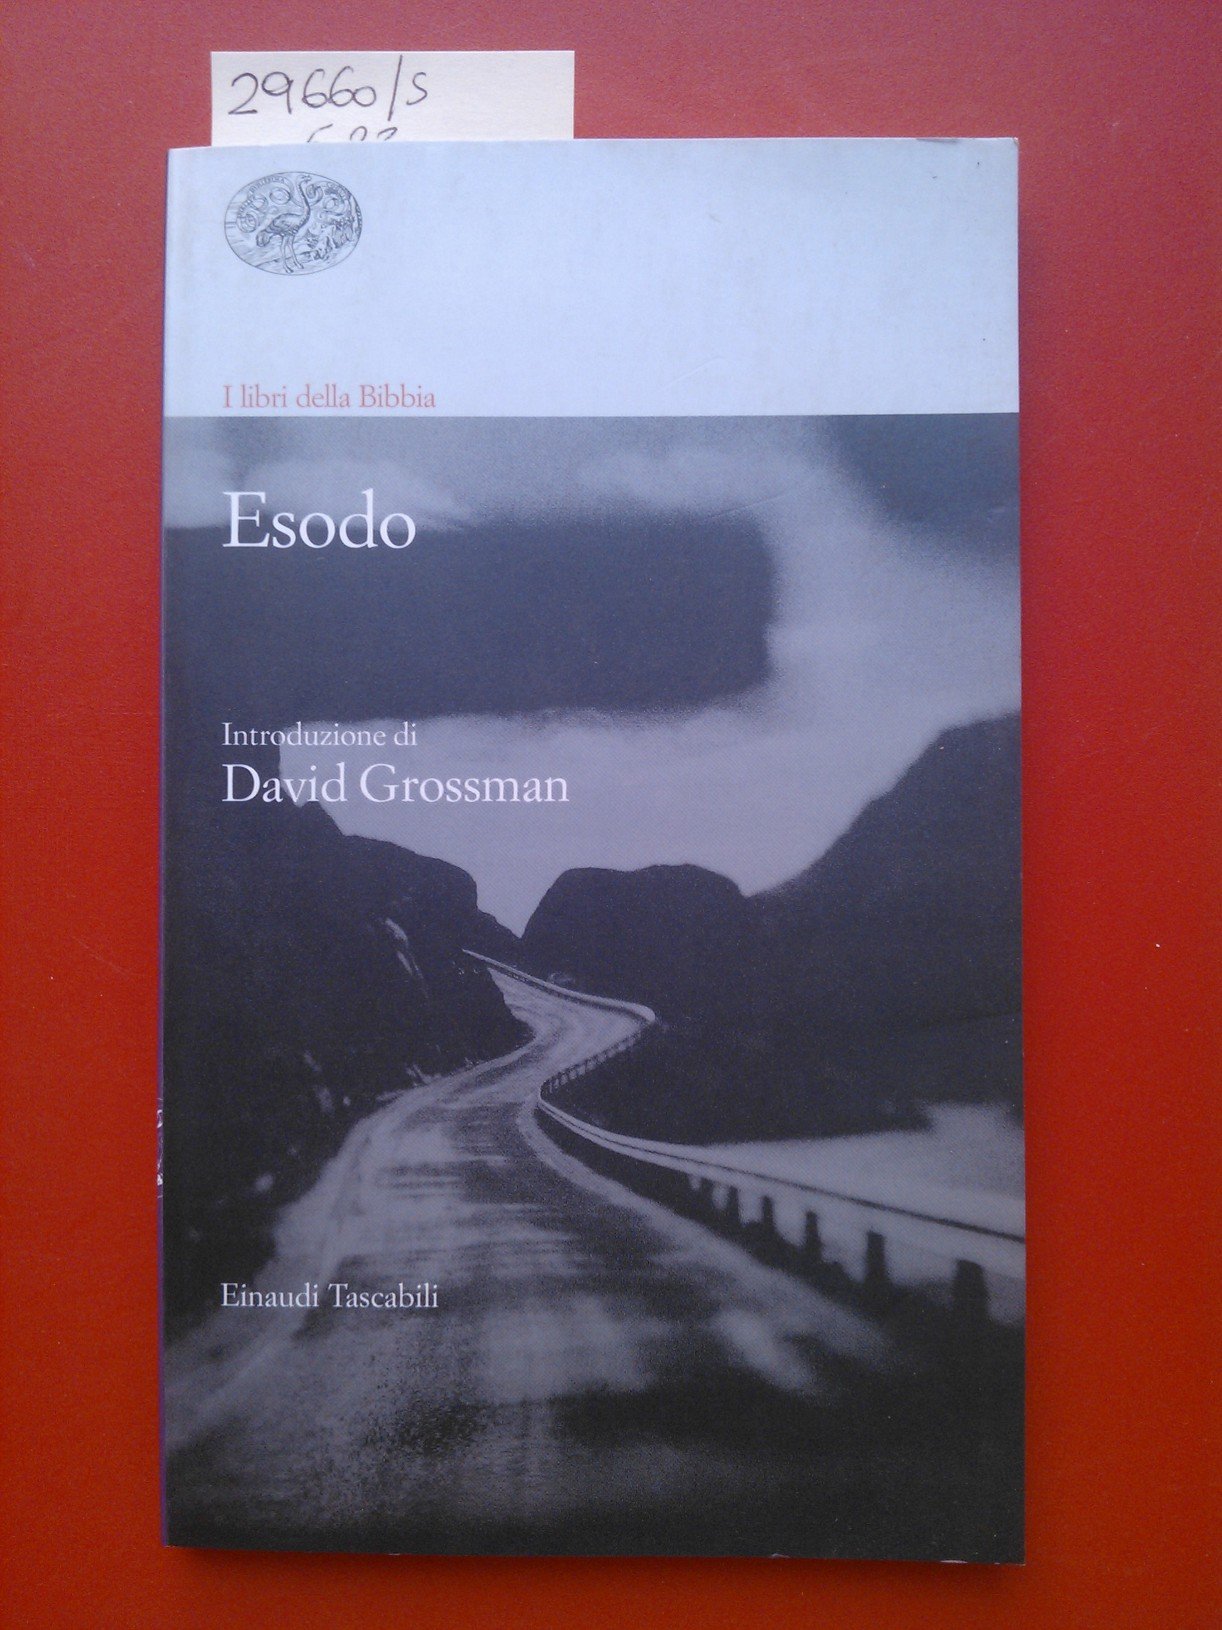 29660/S
I libri della Bibbia
Esodo
Introduzione di
David Grossman
Einaudi Tascabili